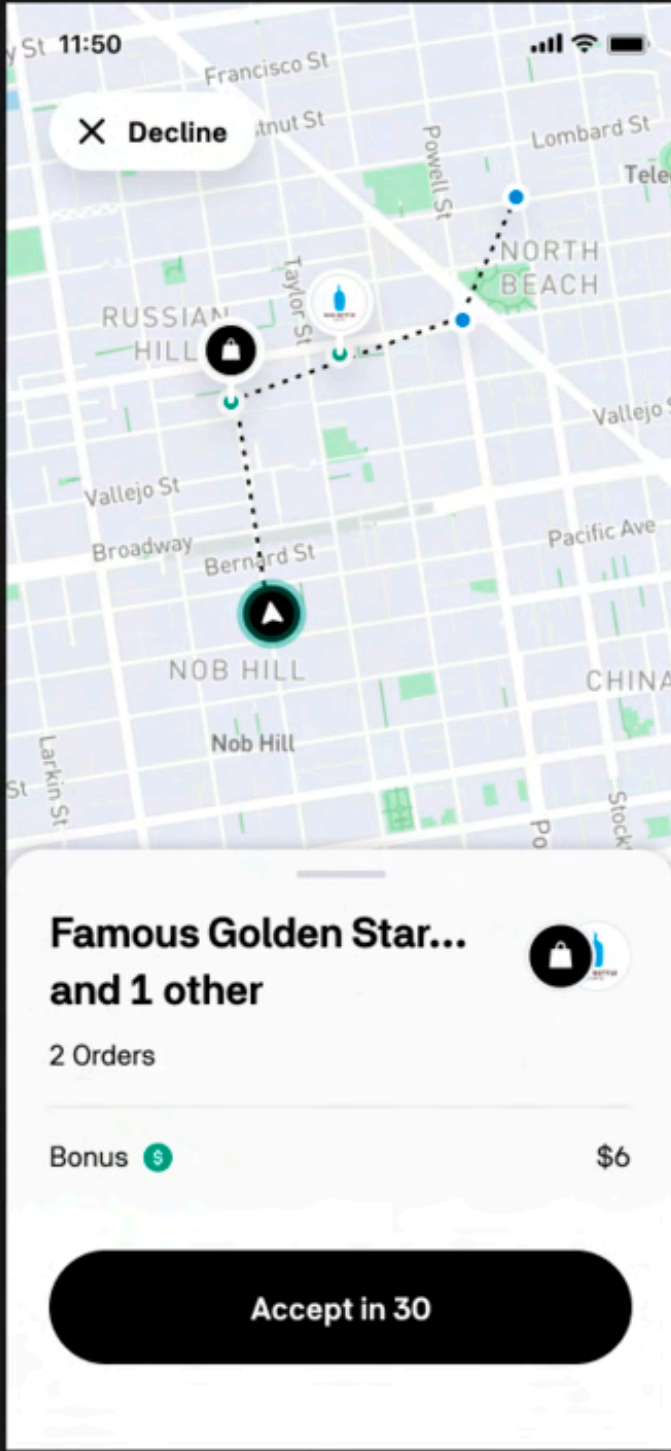 y St
11:50
Francisco St
Decline
tnut St
Lombard St
Powell St
Tele
NORTH
BEACH
Taylor St
RUSSIAN
HILL
Vallejo S
Vallejo St
Broadway
Bernard St
Pacific Ave
NOB HILL
CHINA
Nob Hill
Larkin St
St
Po
Stock
Famous Golden Star...
and 1 other
2 Orders
Bonus $
$6
Accept in 30